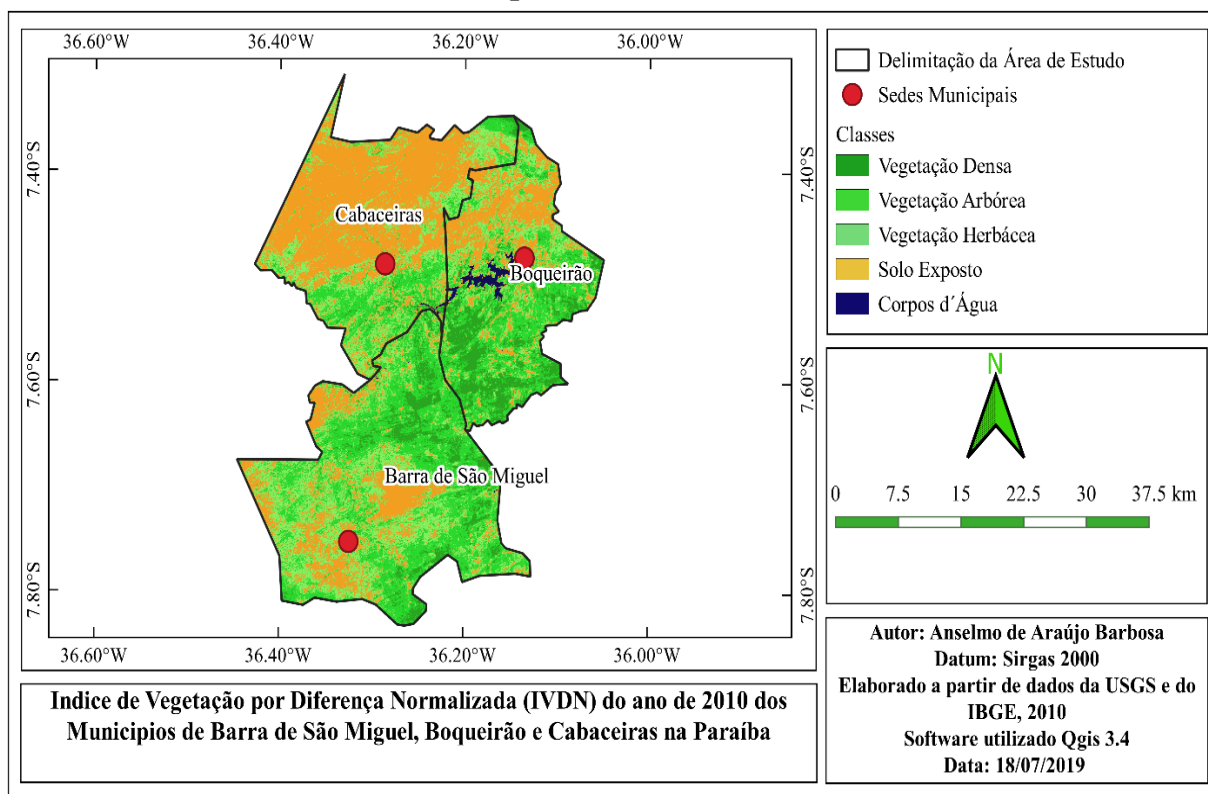 36.60°W 36.40°W 36.20°W 36.00°W
7.40°S
7.60°S
7.80°S
Cabaceiras
Boqueirão
Barra de São Miguel
7.40°S
7.60°S
7.80°S
36.60°W 36.40°W 36.20°W 36.00°W
Indice de Vegetação por Diferença Normalizada (IVDN) do ano de 2010 dos
Municipios de Barra de São Miguel, Boqueirão e Cabaceiras na Paraíba
Delimitação da Área de Estudo
Sedes Municipais
Classes
Vegetação Densa
Vegetação Arbórea
Vegetação Herbácea
Solo Exposto
Corpos d´Água
N
0 7.5 15 22.5 30 37.5 km
Autor: Anselmo de Araújo Barbosa
Datum: Sirgas 2000
Elaborado a partir de dados da USGS e do
IBGE, 2010
Software utilizado Qgis 3.4
Data: 18/07/2019